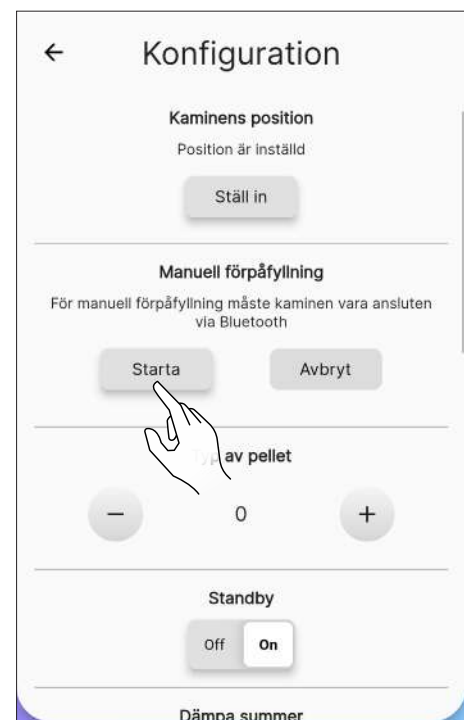 ← Konfiguration
Kaminens position
Position är inställd
Ställ in
Manuell förpåfyllning
För manuell förpåfyllning måste kaminen vara ansluten
via Bluetooth
Starta Avbryt
av pellet
− 0 +
Standby
Off On
Dämpa summer